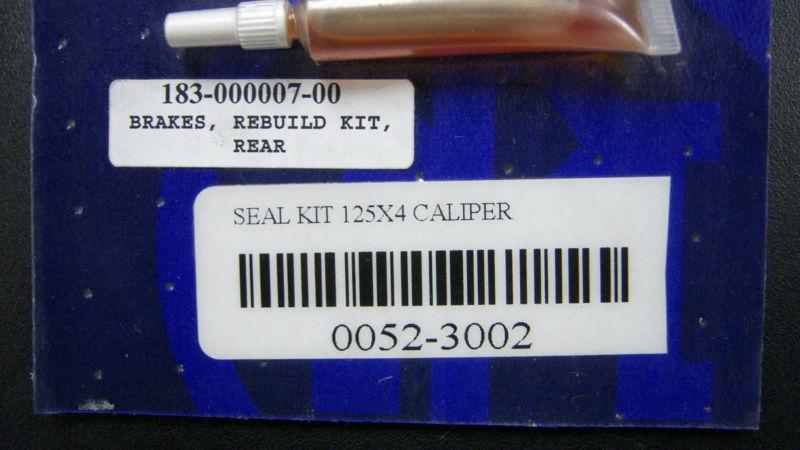 183-000007-00
BRAKES, REBUILD KIT,
REAR
SEAL KIT 125X4 CALIPER
0052-3002